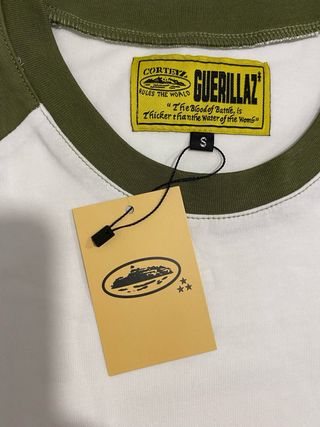 CORTEIZ
RULES THE WORLD
GUERILLAZ
" The Blood of Battle, is
Thicker than the Water of the Womb"
S